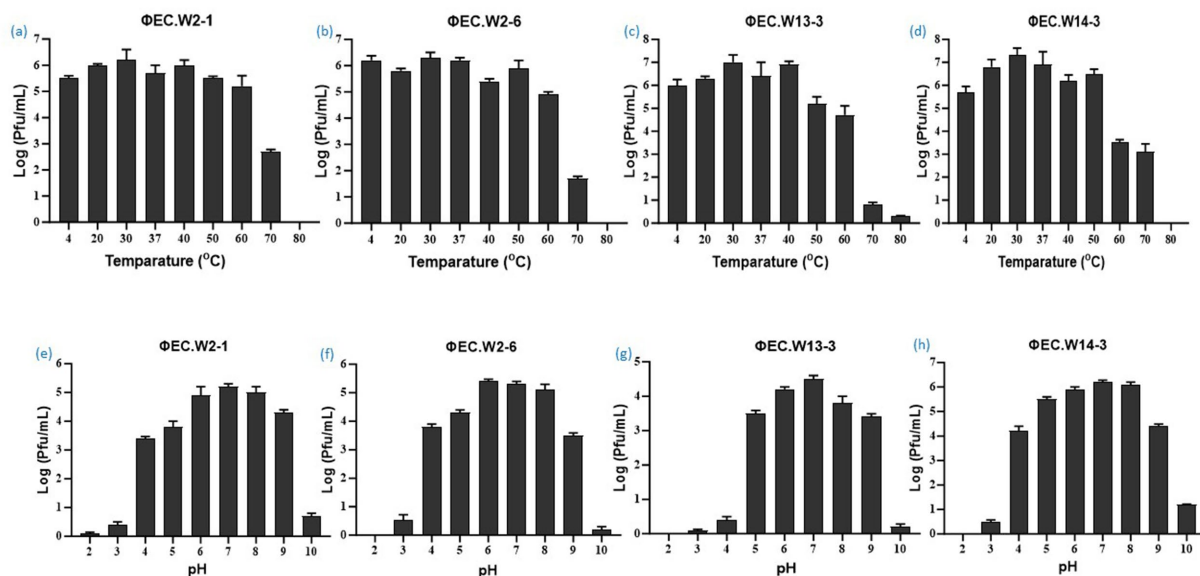 (a)
ΦEC.W2-1
Log (Pfu/mL)
7
6
5
4
3
2
1
0
4 20 30 37 40 50 60 70 80
Temparature (°C)
(b)
ΦEC.W2-6
Log (Pfu/mL)
7
6
5
4
3
2
1
0
4 20 30 37 40 50 60 70 80
Temparature (°C)
(c)
ΦEC.W13-3
Log (Pfu/mL)
8
7
6
5
4
3
2
1
0
4 20 30 37 40 50 60 70 80
Temparature (°C)
(d)
ΦEC.W14-3
Log (Pfu/mL)
8
7
6
5
4
3
2
1
0
4 20 30 37 40 50 60 70 80
Temparature (°C)
(e)
ΦEC.W2-1
Log (Pfu/mL)
6
5
4
3
2
1
0
2 3 4 5 6 7 8 9 10
pH
(f)
ΦEC.W2-6
Log (Pfu/mL)
6
5
4
3
2
1
0
2 3 4 5 6 7 8 9 10
pH
(g)
ΦEC.W13-3
Log (Pfu/mL)
5
4
3
2
1
0
2 3 4 5 6 7 8 9 10
pH
(h)
ΦEC.W14-3
Log (Pfu/mL)
7
6
5
4
3
2
1
0
2 3 4 5 6 7 8 9 10
pH